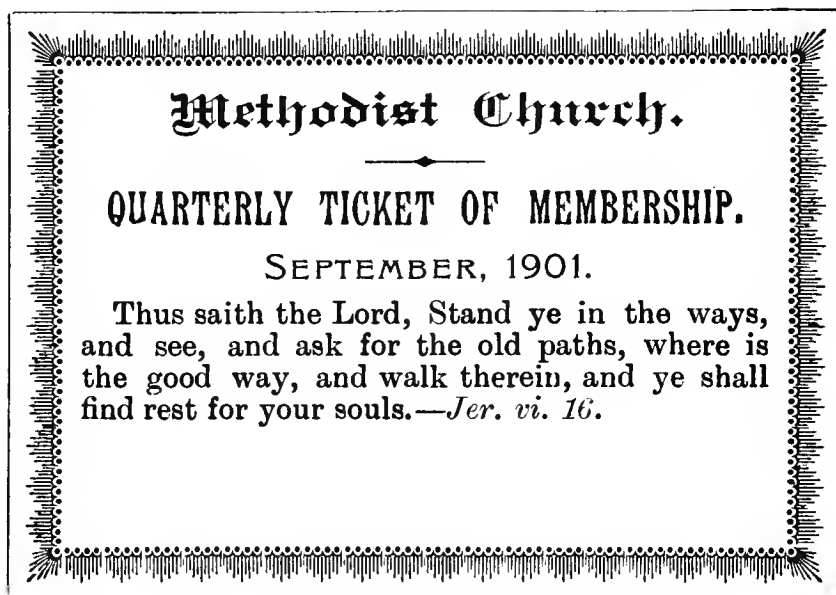 Methodist Church.
QUARTERLY TICKET OF MEMBERSHIP.
SEPTEMBER, 1901.
Thus saith the Lord, Stand ye in the ways,
and see, and ask for the old paths, where is
the good way, and walk therein, and ye shall
find rest for your souls.—Jer. vi. 16.